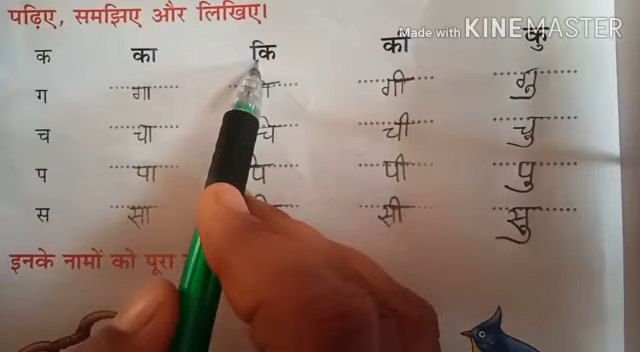 पढ़िए, समझिए और लिखिए।
Made with KINEMASTER
क का कि की कु
ग गा गी गु
च चा चि ची चु
प पा पि पी पु
स सा सी सु
इनके नामों को पूरा